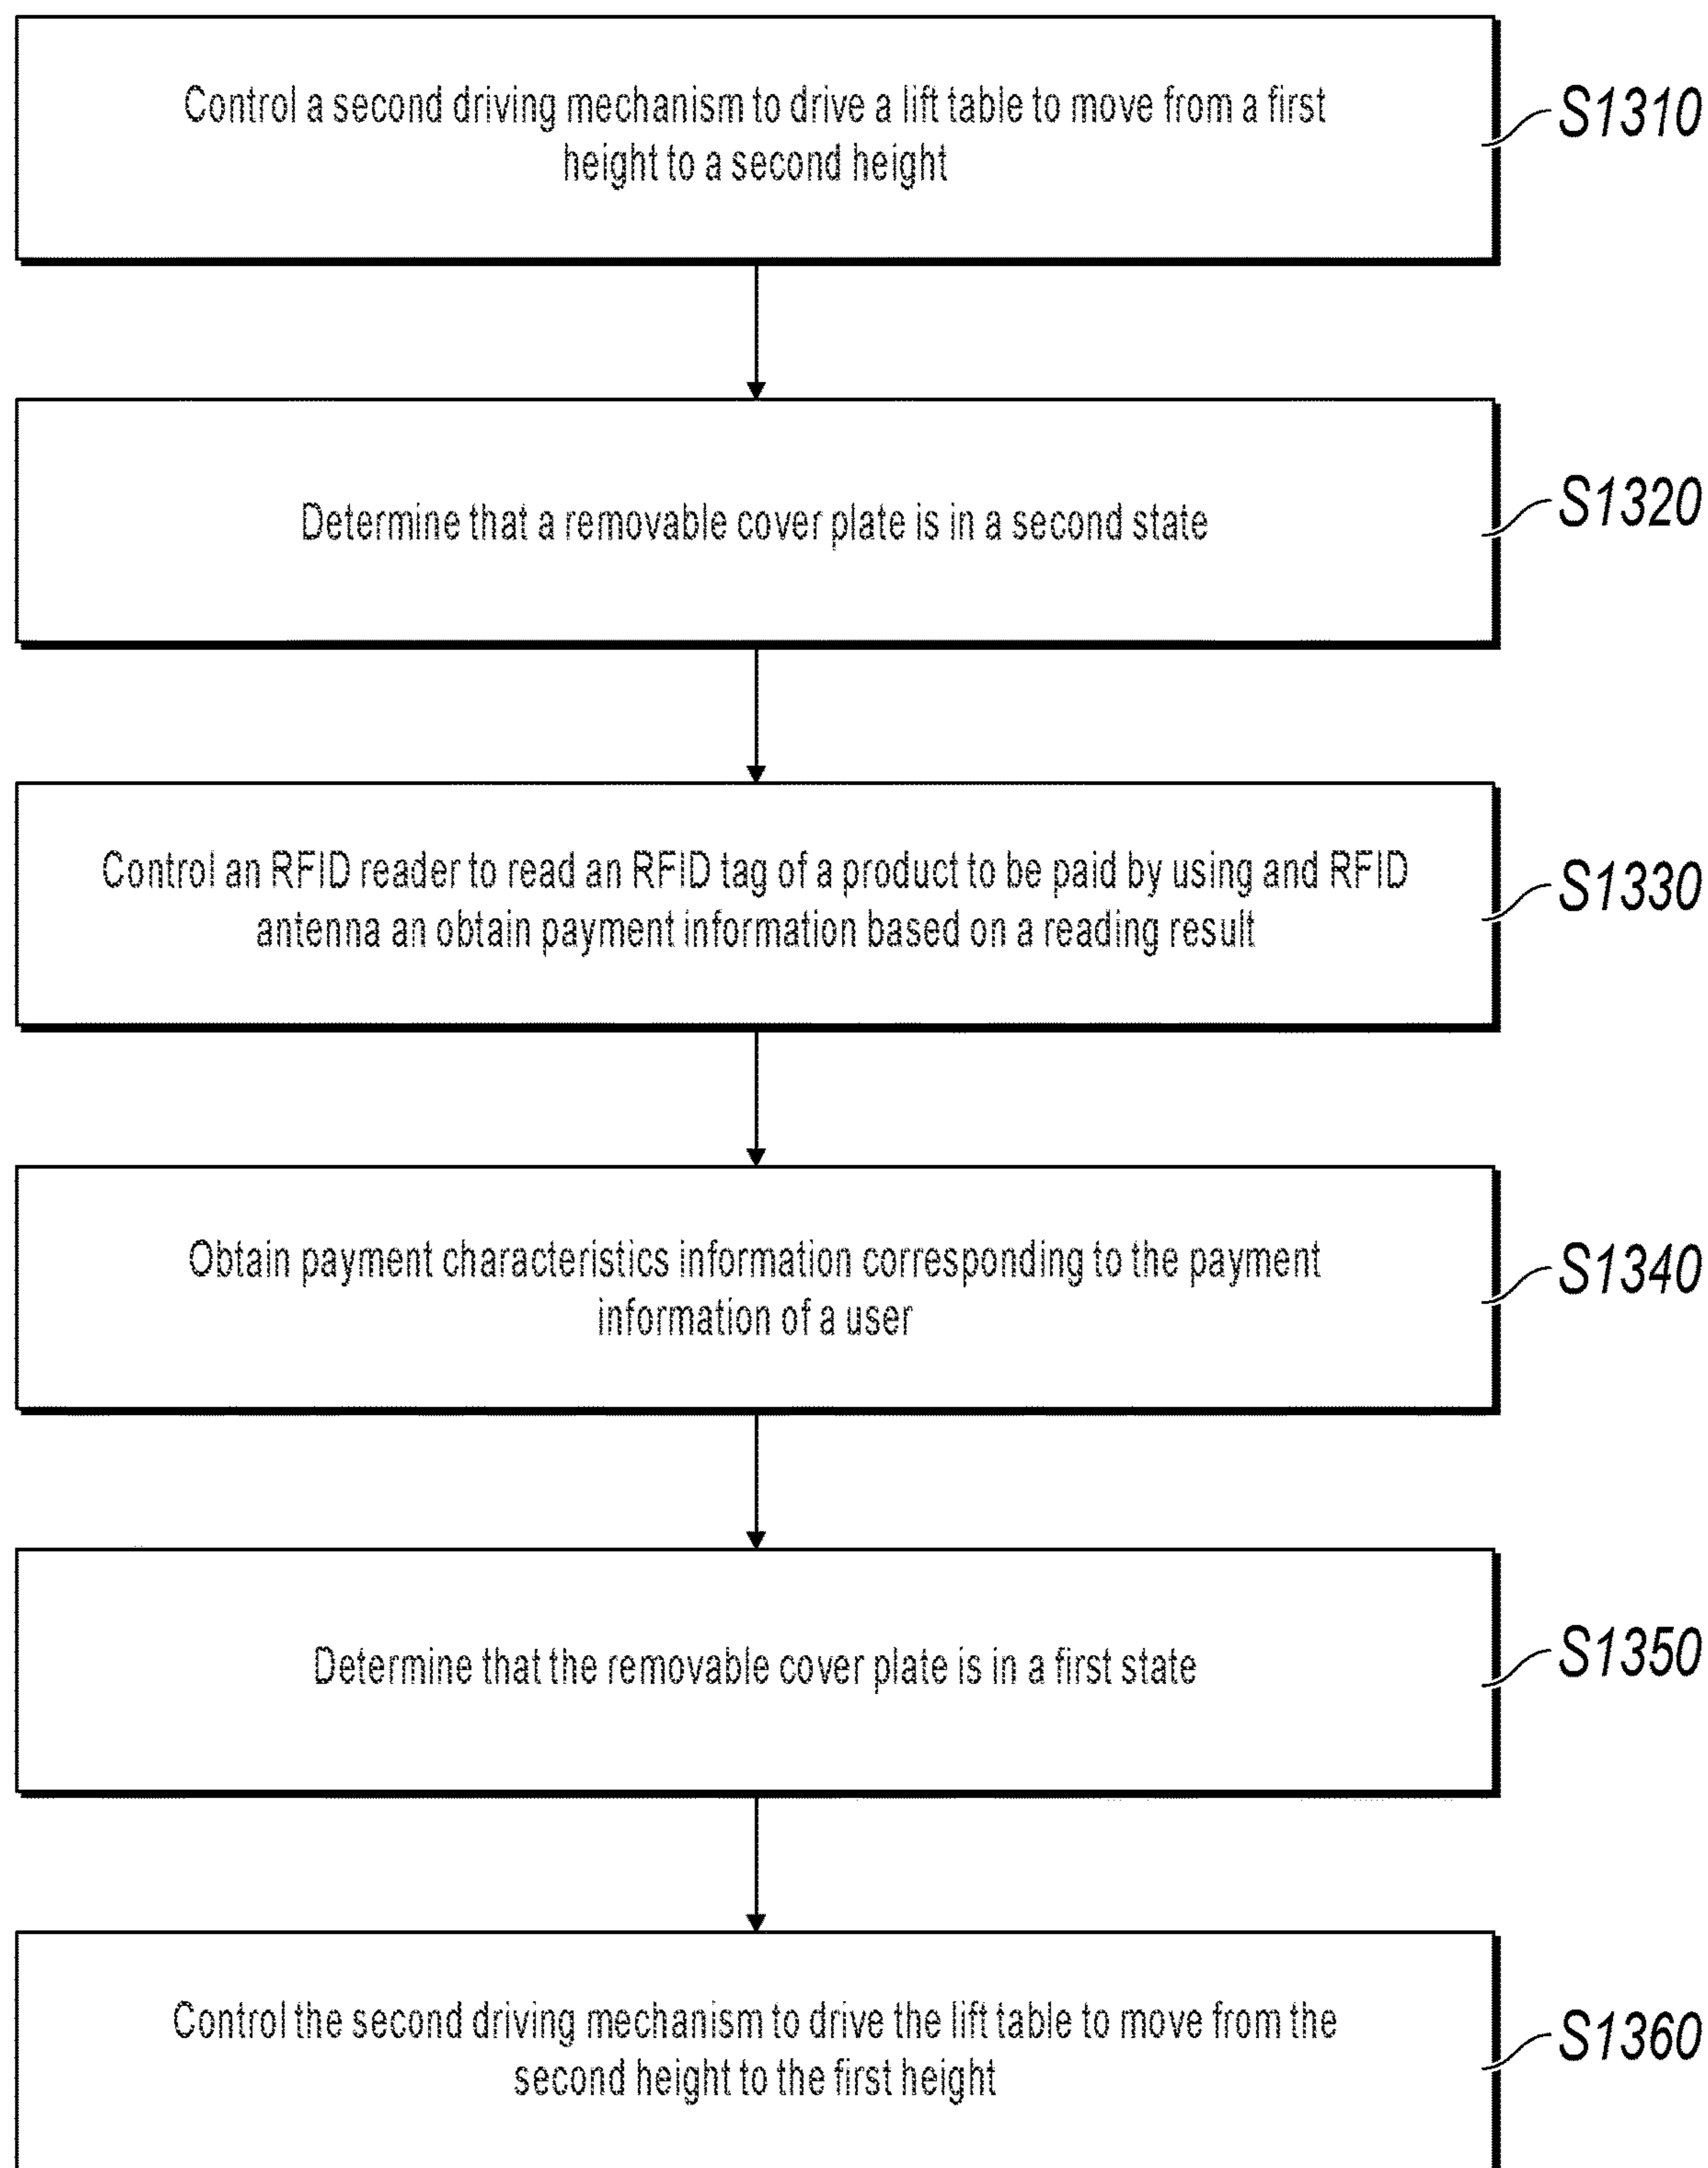 Control a second driving mechanism to drive a lift table to move from a first
height to a second height
S1310
Determine that a removable cover plate is in a second state
S1320
Control an RFID reader to read an RFID tag of a product to be paid by using and RFID
antenna an obtain payment information based on a reading result
S1330
Obtain payment characteristics information corresponding to the payment
information of a user
S1340
Determine that the removable cover plate is in a first state
S1350
Control the second driving mechanism to drive the lift table to move from the
second height to the first height
S1360